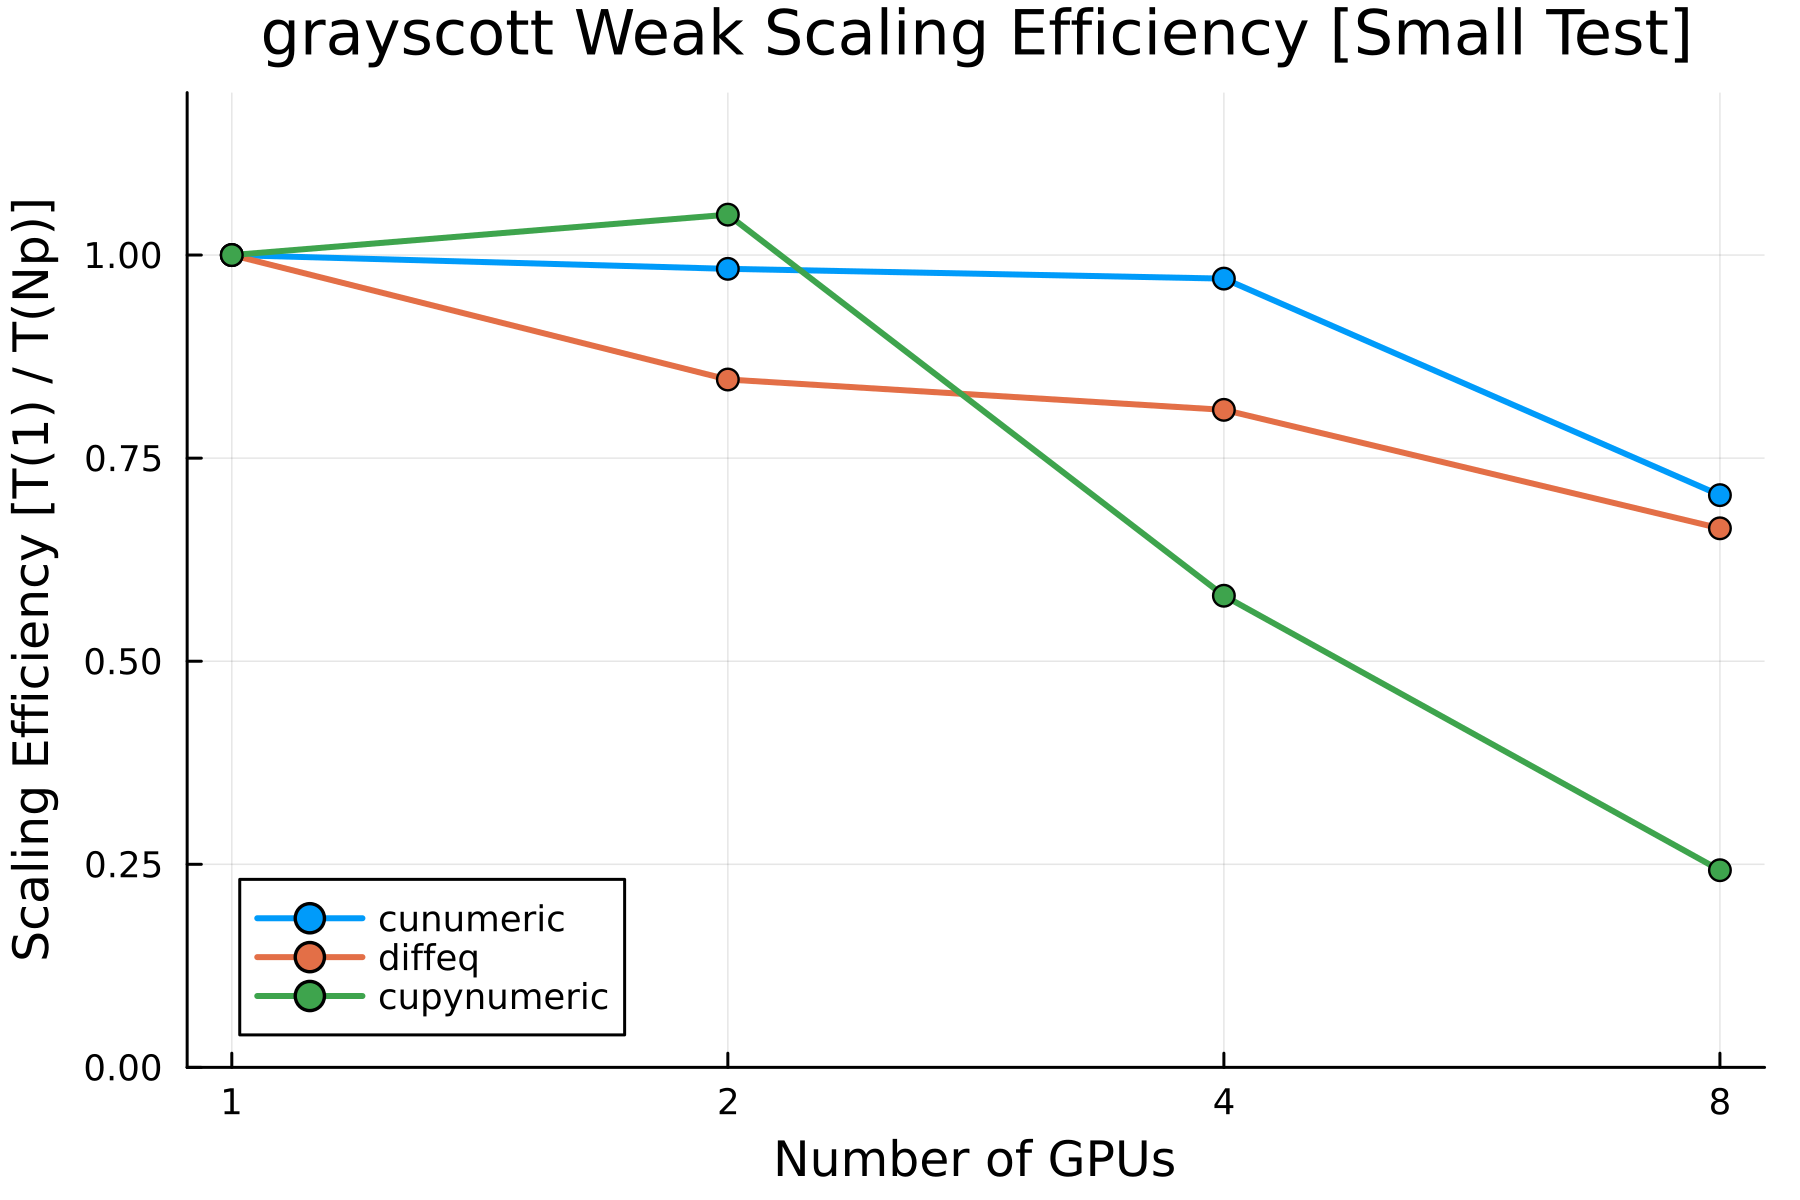 grayscott Weak Scaling Efficiency [Small Test]
Scaling Efficiency [T(1) / T(Np)]
1.00
0.75
0.50
0.25
0.00
cunumeric
diffeq
cupynumeric
1 2 4 8
Number of GPUs